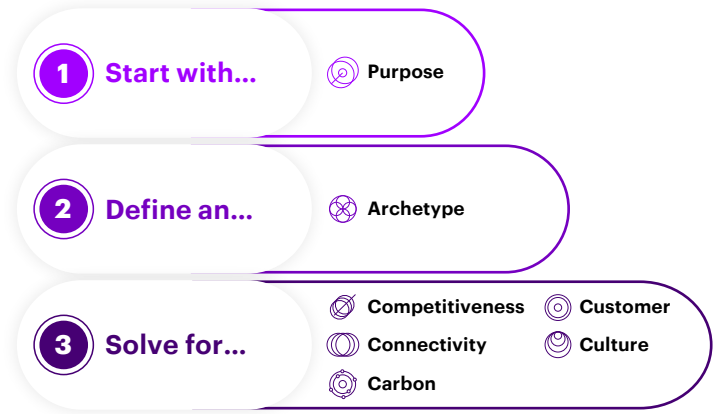 1 Start with... Purpose
2 Define an... Archetype
3 Solve for... Competitiveness Customer
Connectivity Culture
Carbon